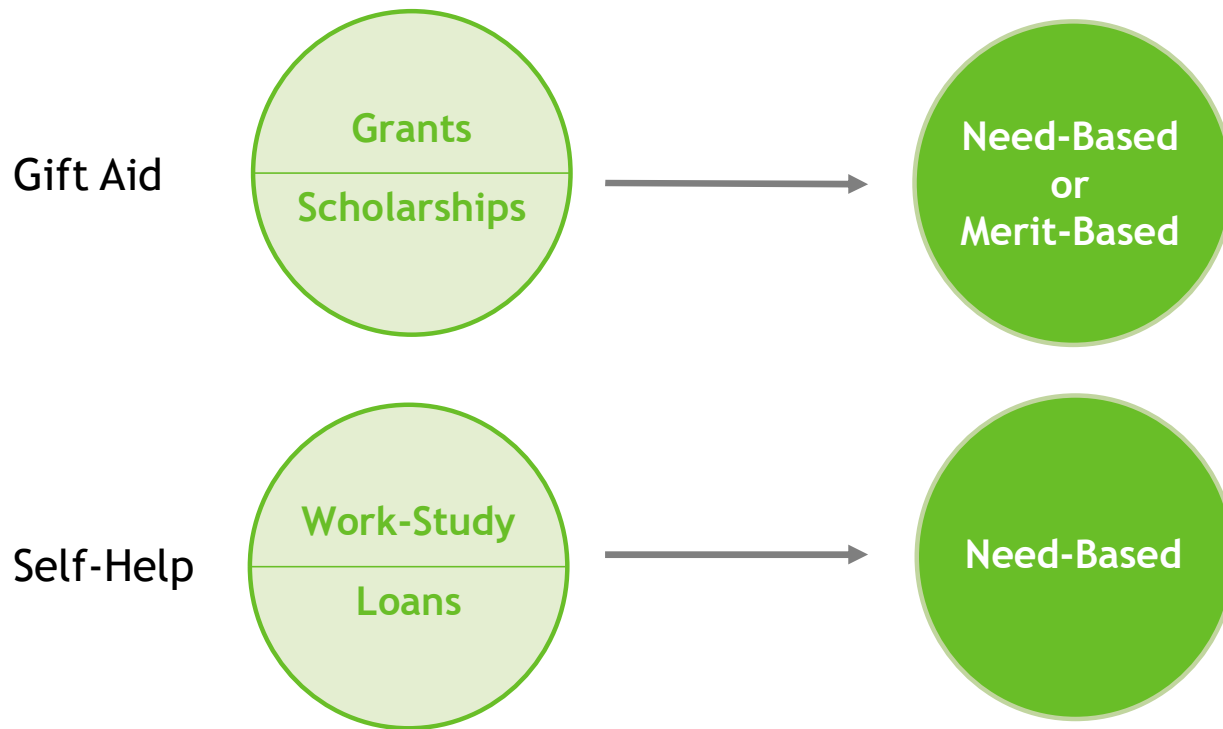 Gift Aid
Grants
Scholarships
Need-Based
or
Merit-Based
Self-Help
Work-Study
Loans
Need-Based